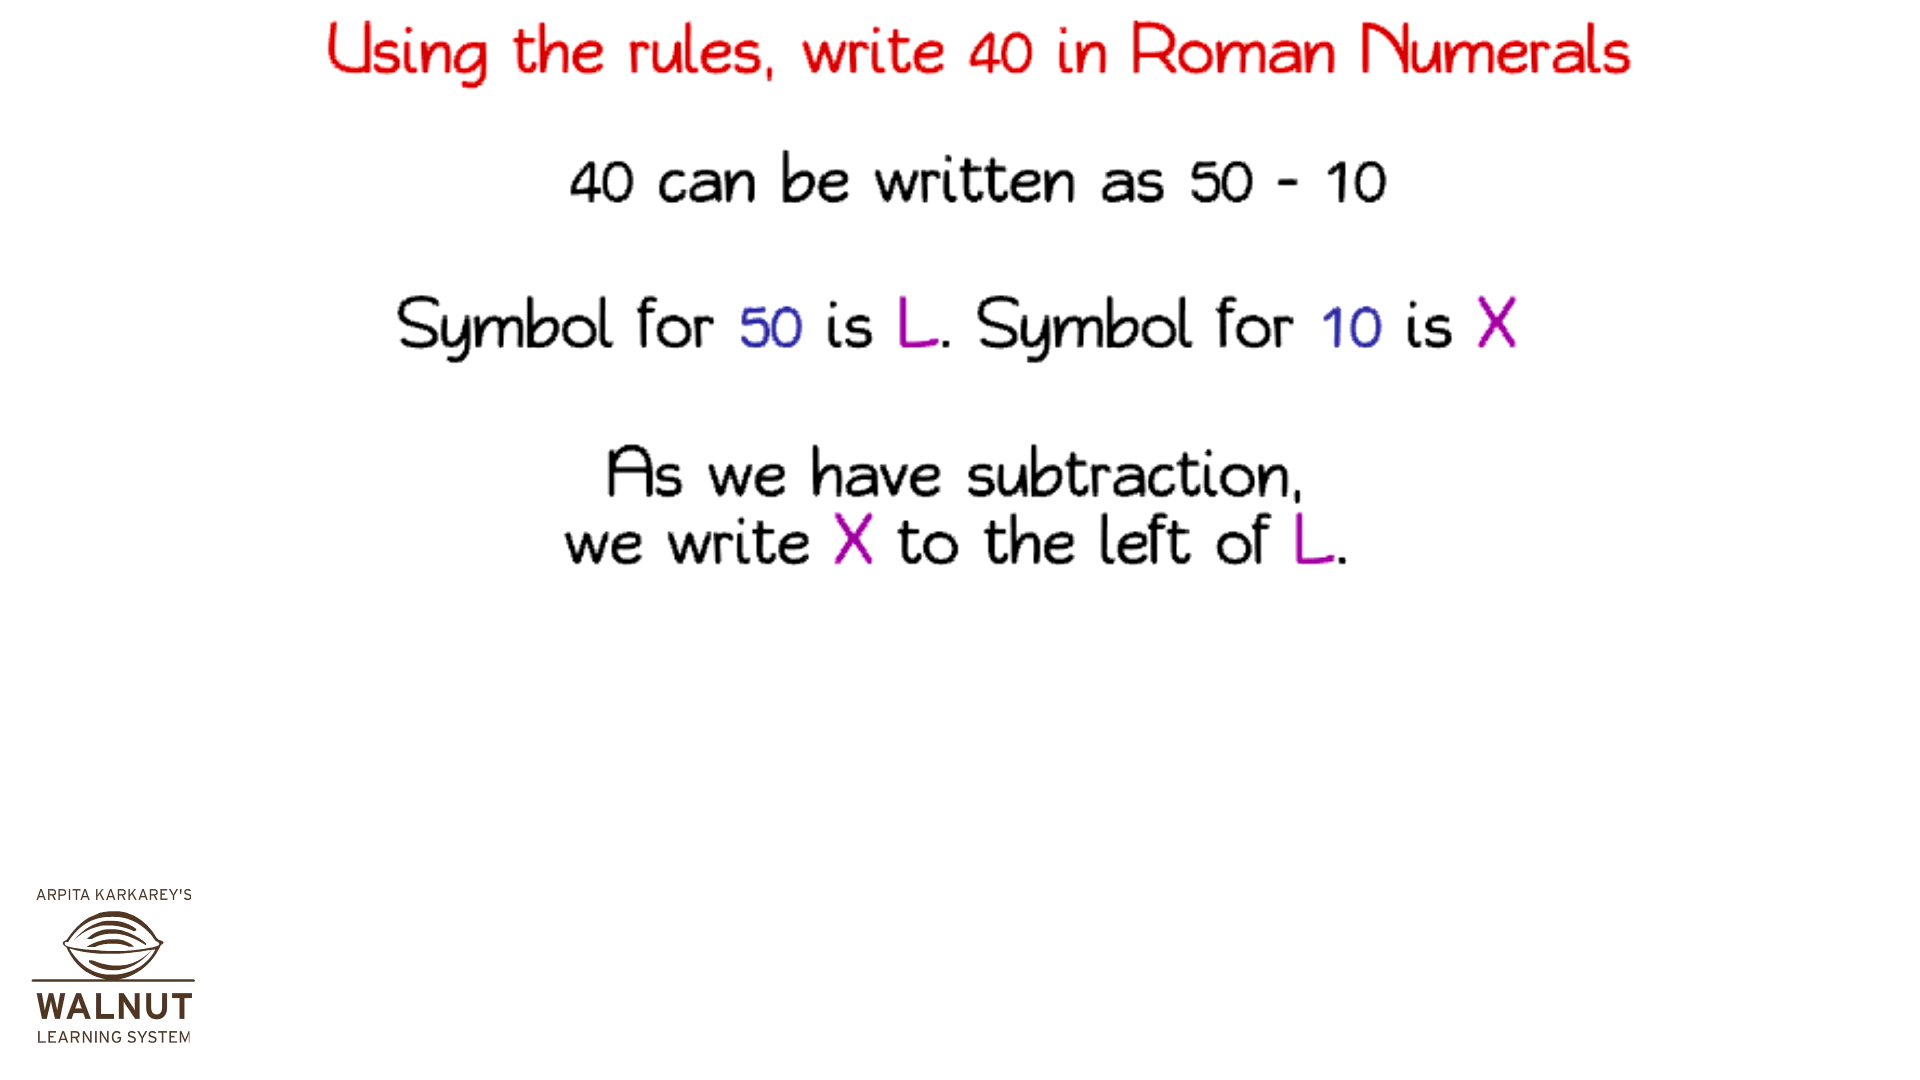 Using the rules, write 40 in Roman Numerals
40 can be written as 50 - 10
Symbol for 50 is L. Symbol for 10 is X
As we have subtraction,
we write X to the left of L.
ARPITA KARKAREY'S
WALNUT
LEARNING SYSTEM